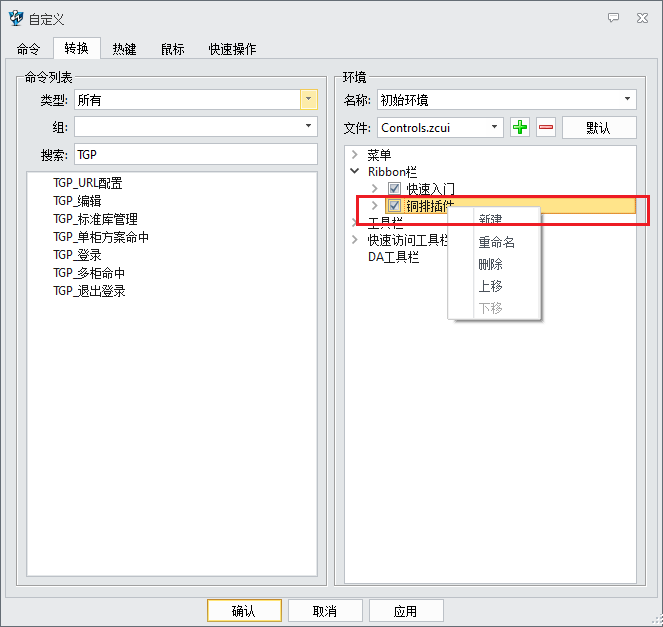 自定义
命令 转换 热键 鼠标 快速操作
命令列表
类型: 所有
组:
搜索: TGP
TGP_URL配置
TGP_编辑
TGP_标准库管理
TGP_单柜方案命中
TGP_登录
TGP_多柜命中
TGP_退出登录
环境
名称: 初始环境
文件: Controls.zcui 默认
菜单
Ribbon栏
快速入门
铜排插件
工具栏
快速访问工具栏
DA工具栏
新建
重命名
删除
上移
下移
确认 取消 应用